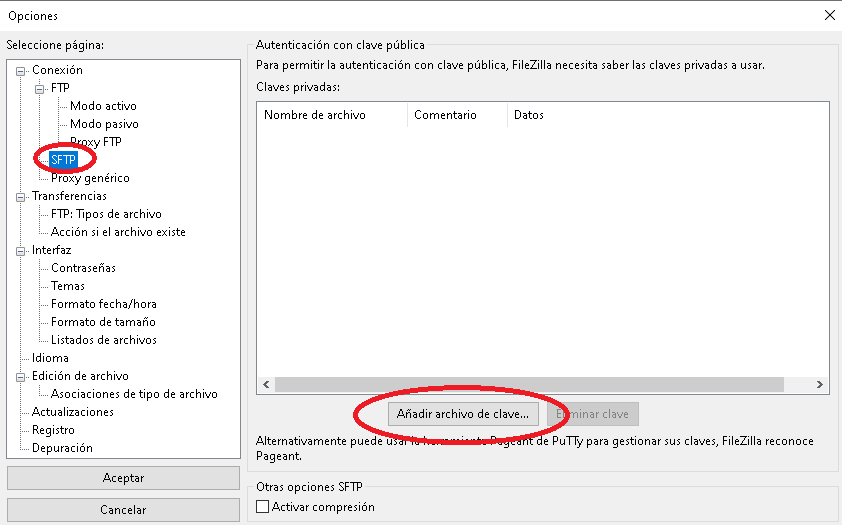 Opciones
Seleccione página:
Conexión
FTP
Modo activo
Modo pasivo
Proxy FTP
SFTP
Proxy genérico
Transferencias
FTP: Tipos de archivo
Acción si el archivo existe
Interfaz
Contraseñas
Temas
Formato fecha/hora
Formato de tamaño
Listados de archivos
Idioma
Edición de archivo
Asociaciones de tipo de archivo
Actualizaciones
Registro
Depuración
Aceptar
Cancelar
Autenticación con clave pública
Para permitir la autenticación con clave pública, FileZilla necesita saber las claves privadas a usar.
Claves privadas:
Nombre de archivo Comentario Datos
Añadir archivo de clave... Eliminar clave
Alternativamente puede usar la herramienta Pageant de PuTTy para gestionar sus claves, FileZilla reconoce
Pageant.
Otras opciones SFTP
Activar compresión